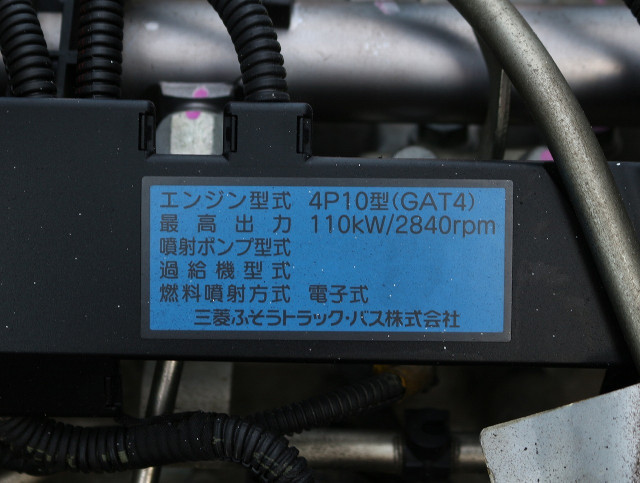 エンジン型式 4P10型(GAT4)
最高出力 110kW/2840rpm
噴射ポンプ型式
過給機型式
燃料噴射方式 電子式
三菱ふそうトラック・バス株式会社